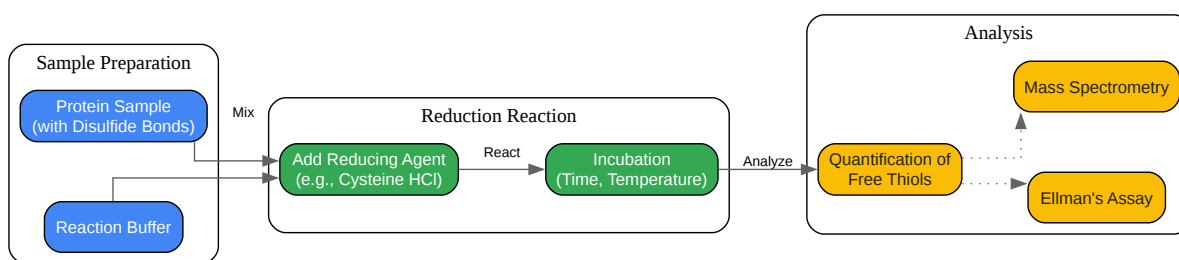 Sample Preparation
Protein Sample
(with Disulfide Bonds)
Reaction Buffer
Mix
Reduction Reaction
Add Reducing Agent
(e.g., Cysteine HCl)
React
Incubation
(Time, Temperature)
Analyze
Analysis
Quantification of
Free Thiols
Mass Spectrometry
Ellman's Assay